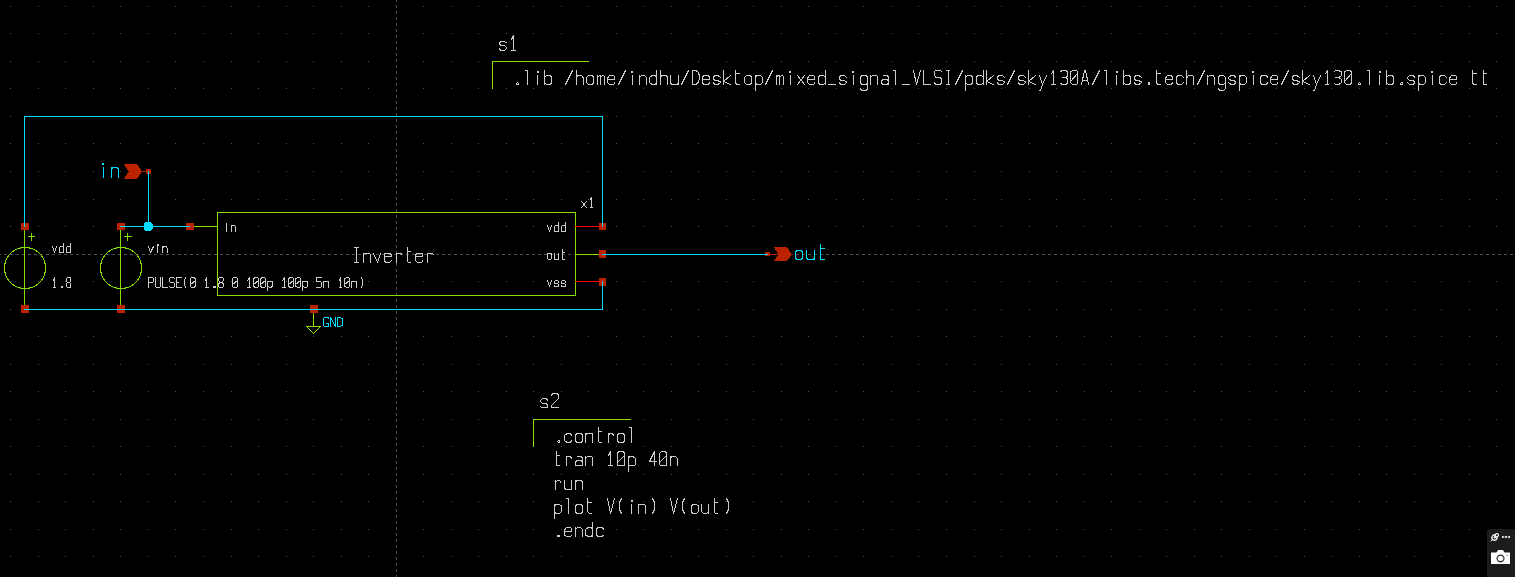 s1
.lib /home/indhu/Desktop/mixed_signal_VLSI/pdks/sky130A/libs.tech/ngspice/sky130.lib.spice tt
in
x1
in
vdd
+
vdd
+
vin
Inverter
out
out
1.8
PULSE(0 1.8 0 100p 100p 5n 10n)
vss
GND
s2
.control
tran 10p 40n
run
plot V(in) V(out)
.endc